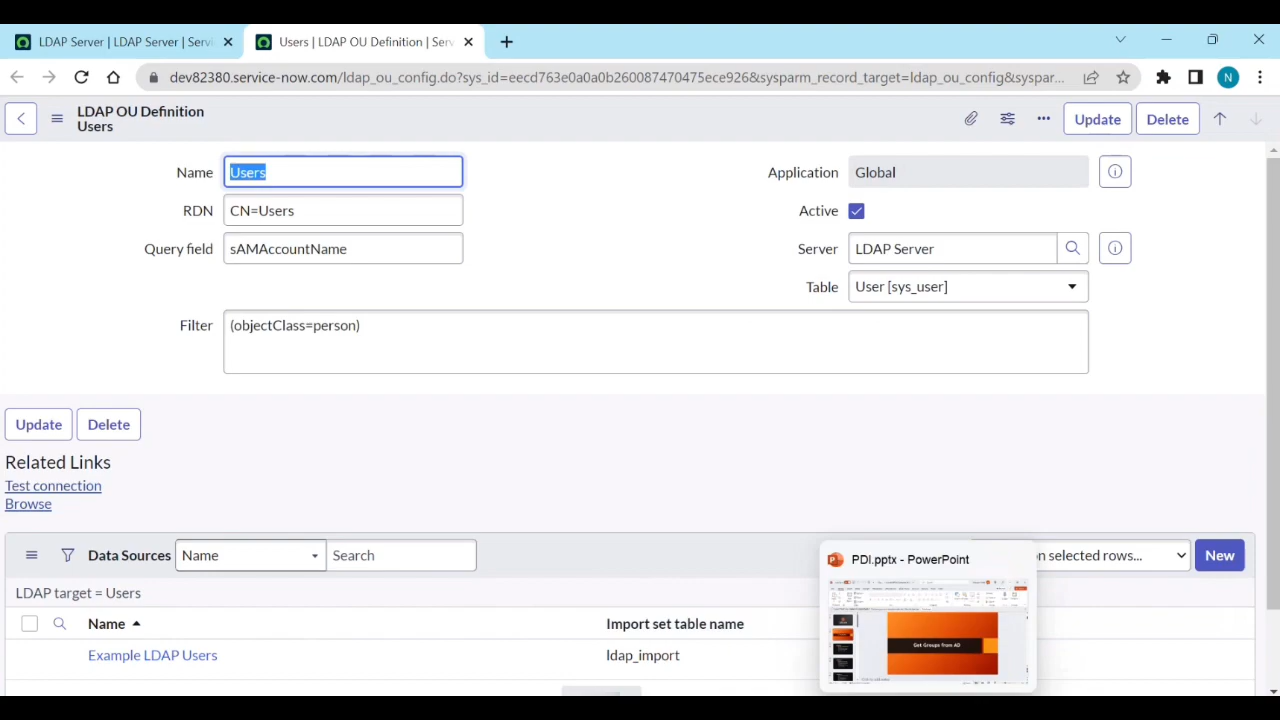 LDAP Server | LDAP Server | Servi
Users | LDAP OU Definition | Serv
dev82380.service-now.com/ldap_ou_config.do?sys_id=eecd763e0a0a0b260087470475ece926&sysparm_record_target=ldap_ou_config&syspar...
N
LDAP OU Definition
Users
Update
Delete
Name
Users
Application
Global
RDN
CN=Users
Active
Query field
sAMAccountName
Server
LDAP Server
Table
User [sys_user]
Filter
(objectClass=person)
Update
Delete
Related Links
Test connection
Browse
Data Sources
Name
Search
n selected rows...
New
PDI.pptx - PowerPoint
Get Groups from AD
LDAP target = Users
Name
Import set table name
Example LDAP Users
ldap_import